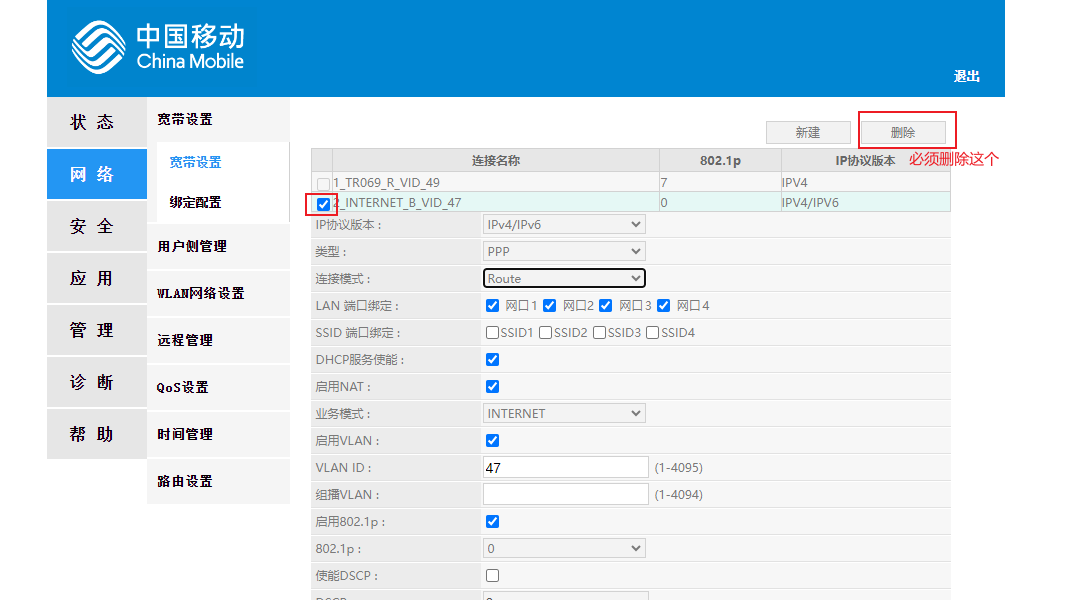 中国移动
China Mobile
退出
状 态
网 络
安 全
应 用
管 理
诊 断
帮 助
宽带设置
宽带设置
绑定配置
用户侧管理
WLAN网络设置
远程管理
QoS设置
时间管理
路由设置
新建 删除
必须删除这个
连接名称 802.1p IP协议版本
1_TR069_R_VID_49 7 IPV4
2_INTERNET_B_VID_47 0 IPV4/IPV6
IP协议版本 : IPv4/IPv6
类型 : PPP
连接模式 : Route
LAN 端口绑定 : 网口1 网口2 网口3 网口4
SSID 端口绑定 : SSID1 SSID2 SSID3 SSID4
DHCP服务使能 :
启用NAT :
业务模式 : INTERNET
启用VLAN :
VLAN ID : 47 (1-4095)
组播VLAN : (1-4094)
启用802.1p :
802.1p : 0
使能DSCP :